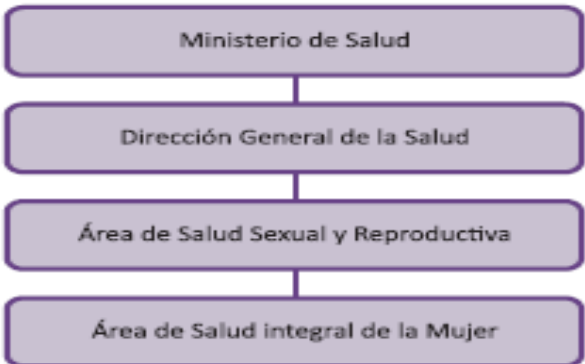 Ministerio de Salud
Dirección General de la Salud
Área de Salud Sexual y Reproductiva
Área de Salud integral de la Mujer